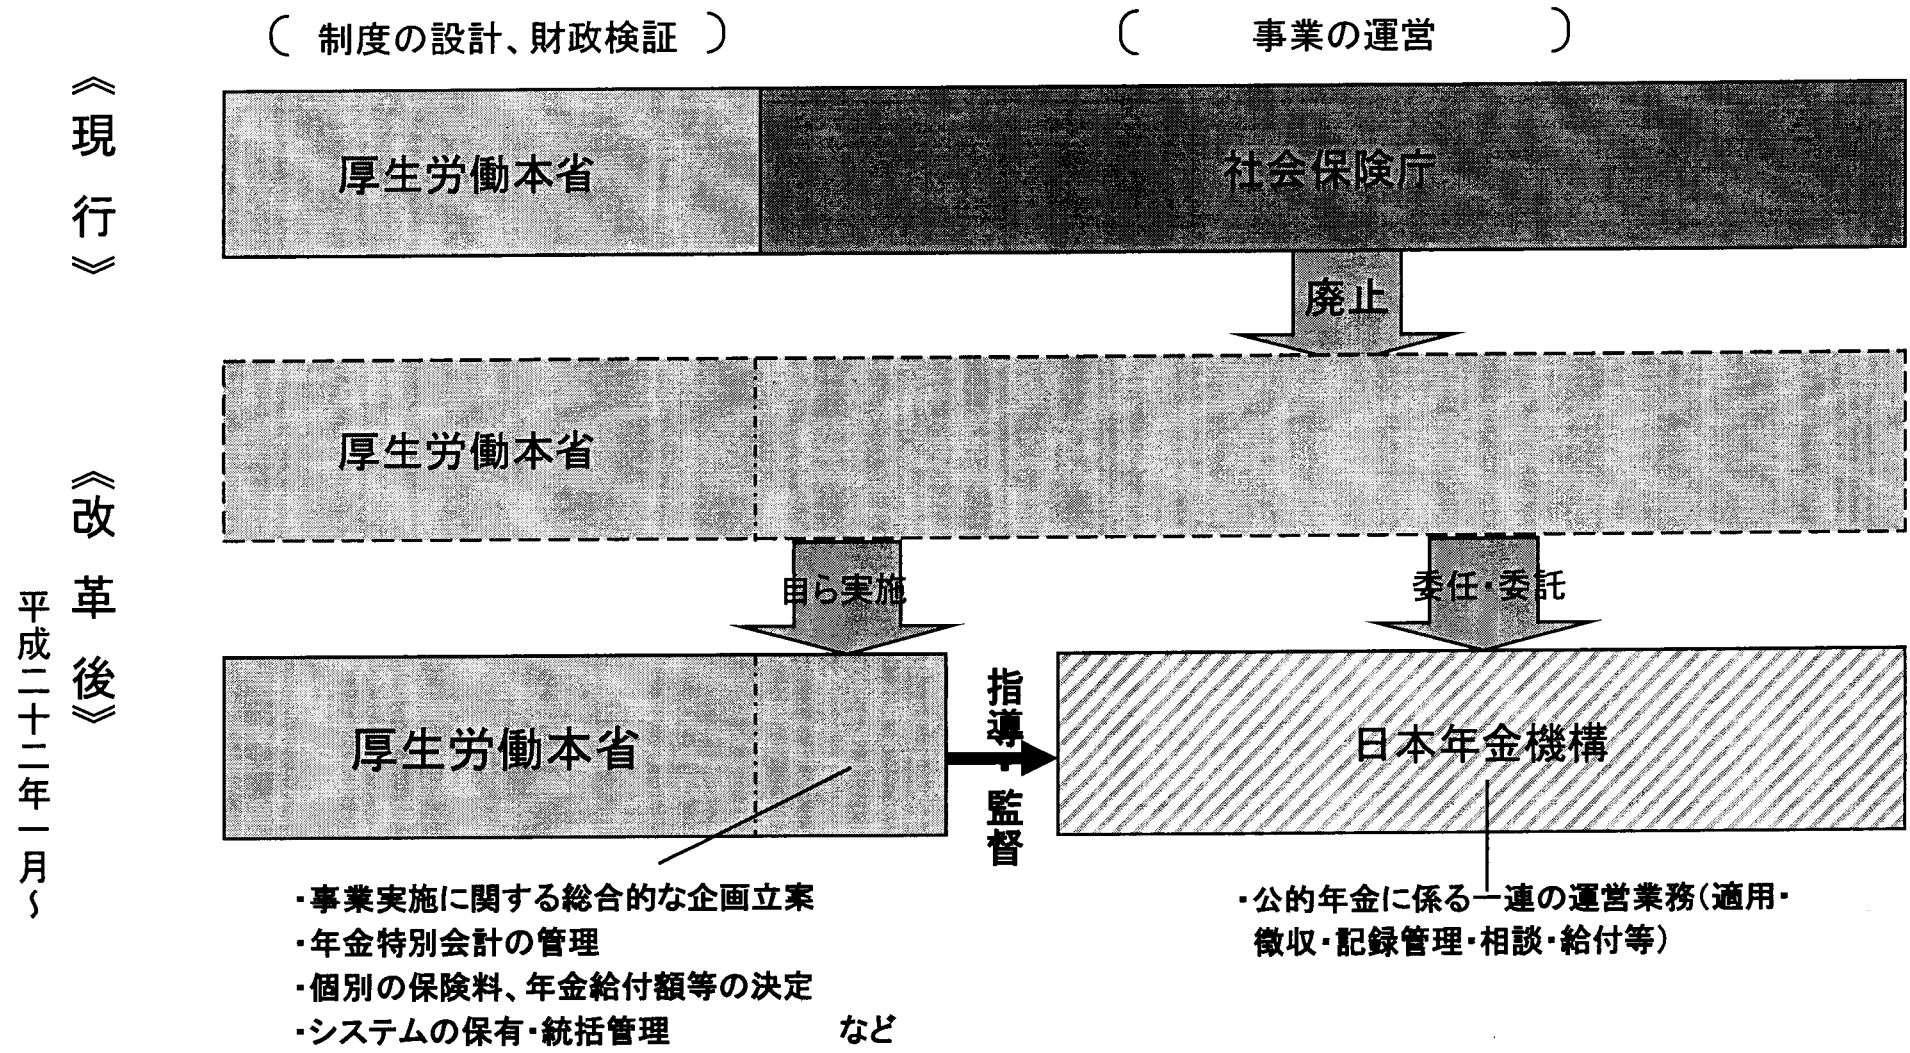 ( 制度の設計、財政検証 )
( 事業の運営 )
《現行》
厚生労働本省
社会保険庁
廃止
《改革後》
平成二十二年一月～
厚生労働本省
自ら実施
委任・委託
厚生労働本省
指導・監督
日本年金機構
・事業実施に関する総合的な企画立案
・年金特別会計の管理
・個別の保険料、年金給付額等の決定
・システムの保有・統括管理 など
・公的年金に係る一連の運営業務(適用・
徴収・記録管理・相談・給付等)